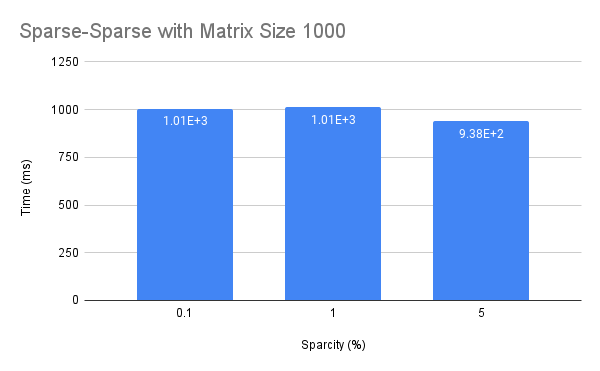 Sparse-Sparse with Matrix Size 1000
1250
1000
750
500
250
0
Time (ms)
1.01E+3
1.01E+3
9.38E+2
0.1
1
5
Sparcity (%)